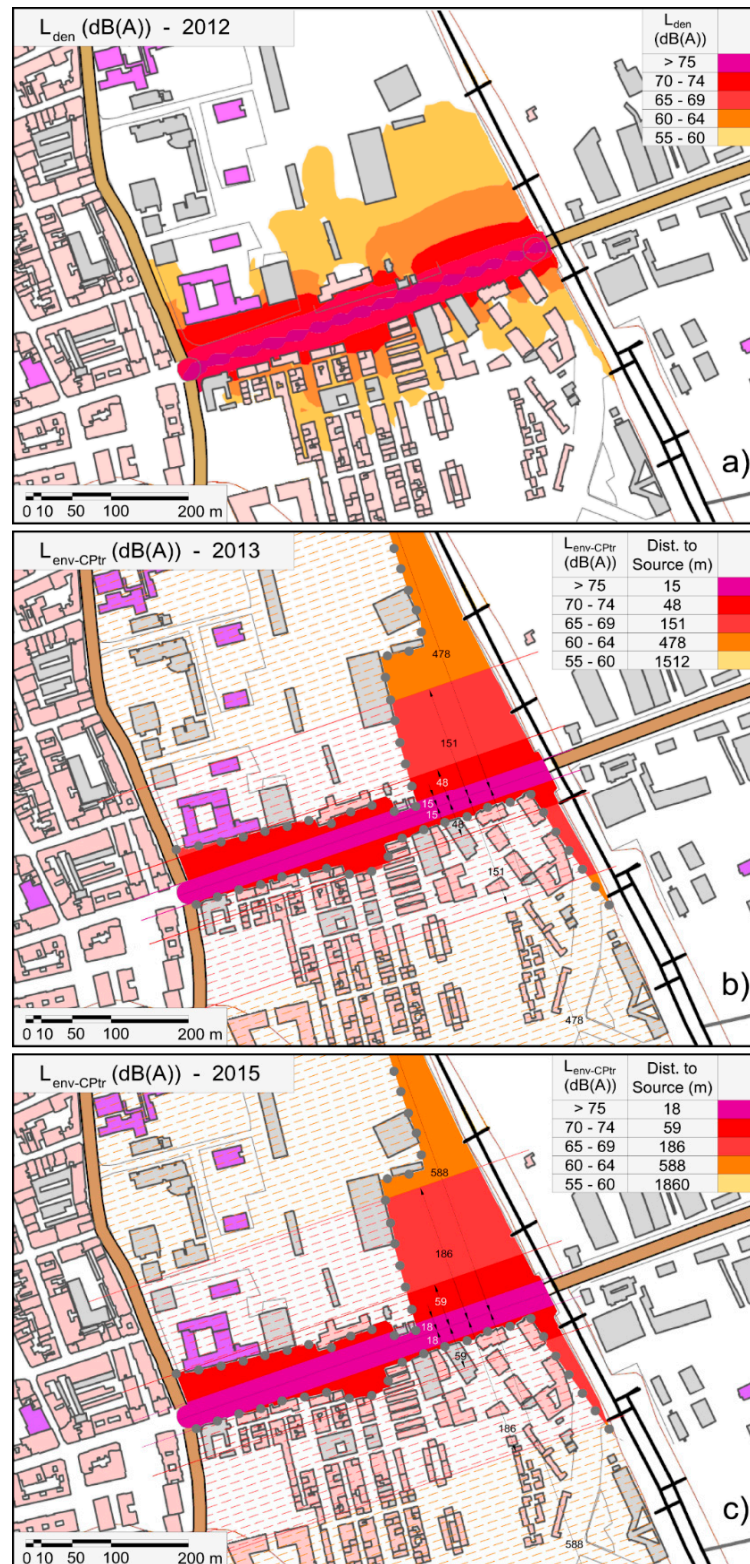 L_den (dB(A)) - 2012
L_den
(dB(A))
> 75
70 - 74
65 - 69
60 - 64
55 - 60
0 10 50 100 200 m
a)
L_env-CPtr (dB(A)) - 2013
L_env-CPtr (dB(A)) Dist. to Source (m)
> 75 15
70 - 74 48
65 - 69 151
60 - 64 478
55 - 60 1512
478
151
48
15
15
48
151
478
0 10 50 100 200 m
b)
L_env-CPtr (dB(A)) - 2015
L_env-CPtr (dB(A)) Dist. to Source (m)
> 75 18
70 - 74 59
65 - 69 186
60 - 64 588
55 - 60 1860
588
186
59
18
18
59
186
588
0 10 50 100 200 m
c)